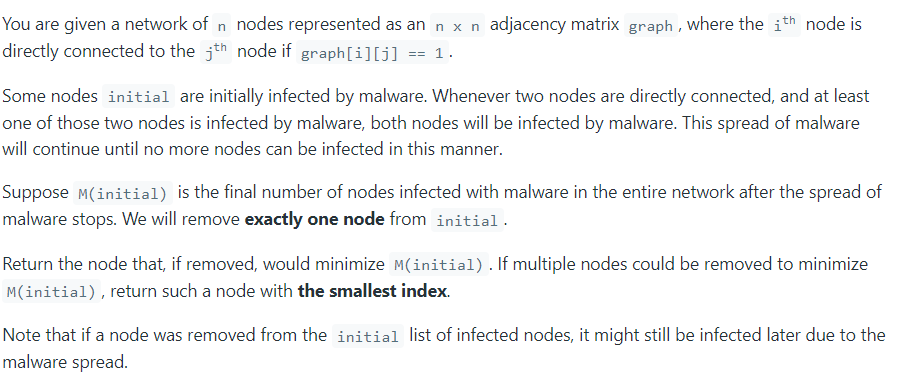 You are given a network of n nodes represented as an n x n adjacency matrix graph , where the ith node is
directly connected to the jth node if graph[i][j] == 1 .
Some nodes initial are initially infected by malware. Whenever two nodes are directly connected, and at least
one of those two nodes is infected by malware, both nodes will be infected by malware. This spread of malware
will continue until no more nodes can be infected in this manner.
Suppose M(initial) is the final number of nodes infected with malware in the entire network after the spread of
malware stops. We will remove exactly one node from initial .
Return the node that, if removed, would minimize M(initial) . If multiple nodes could be removed to minimize
M(initial) , return such a node with the smallest index.
Note that if a node was removed from the initial list of infected nodes, it might still be infected later due to the
malware spread.